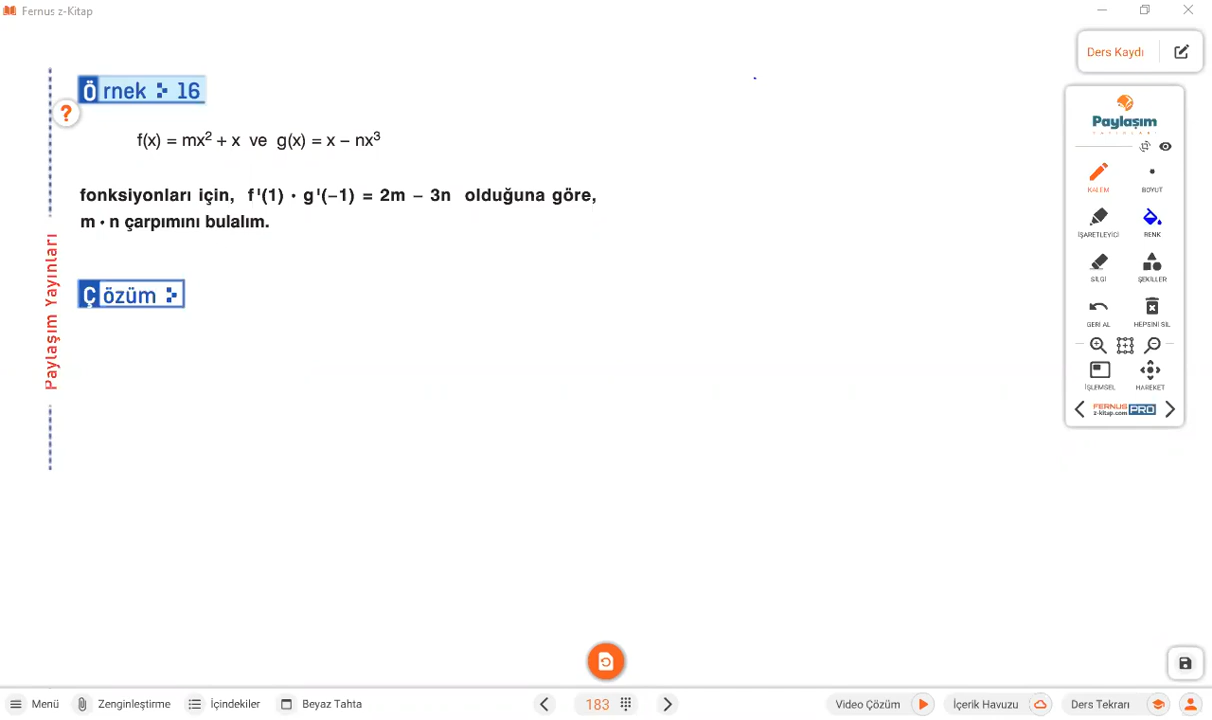 Fernus z-Kitap
Ders Kaydı
Örnek 16
?
f(x) = mx² + x ve g(x) = x – nx³
fonksiyonları için, f'(1) · g'(–1) = 2m – 3n olduğuna göre,
m · n çarpımını bulalım.
Çözüm
Paylaşım Yayınları
Paylaşım
YAYINLARI
KALEM
BOYUT
İŞARETLEYİCİ
RENK
SİLGİ
ŞEKİLLER
GERİ AL
HEPSİNİ SİL
İŞLEMSEL
HAREKET
FERNUS
z-kitap.com PRO
Menü
Zenginleştirme
İçindekiler
Beyaz Tahta
183
Video Çözüm
İçerik Havuzu
Ders Tekrarı